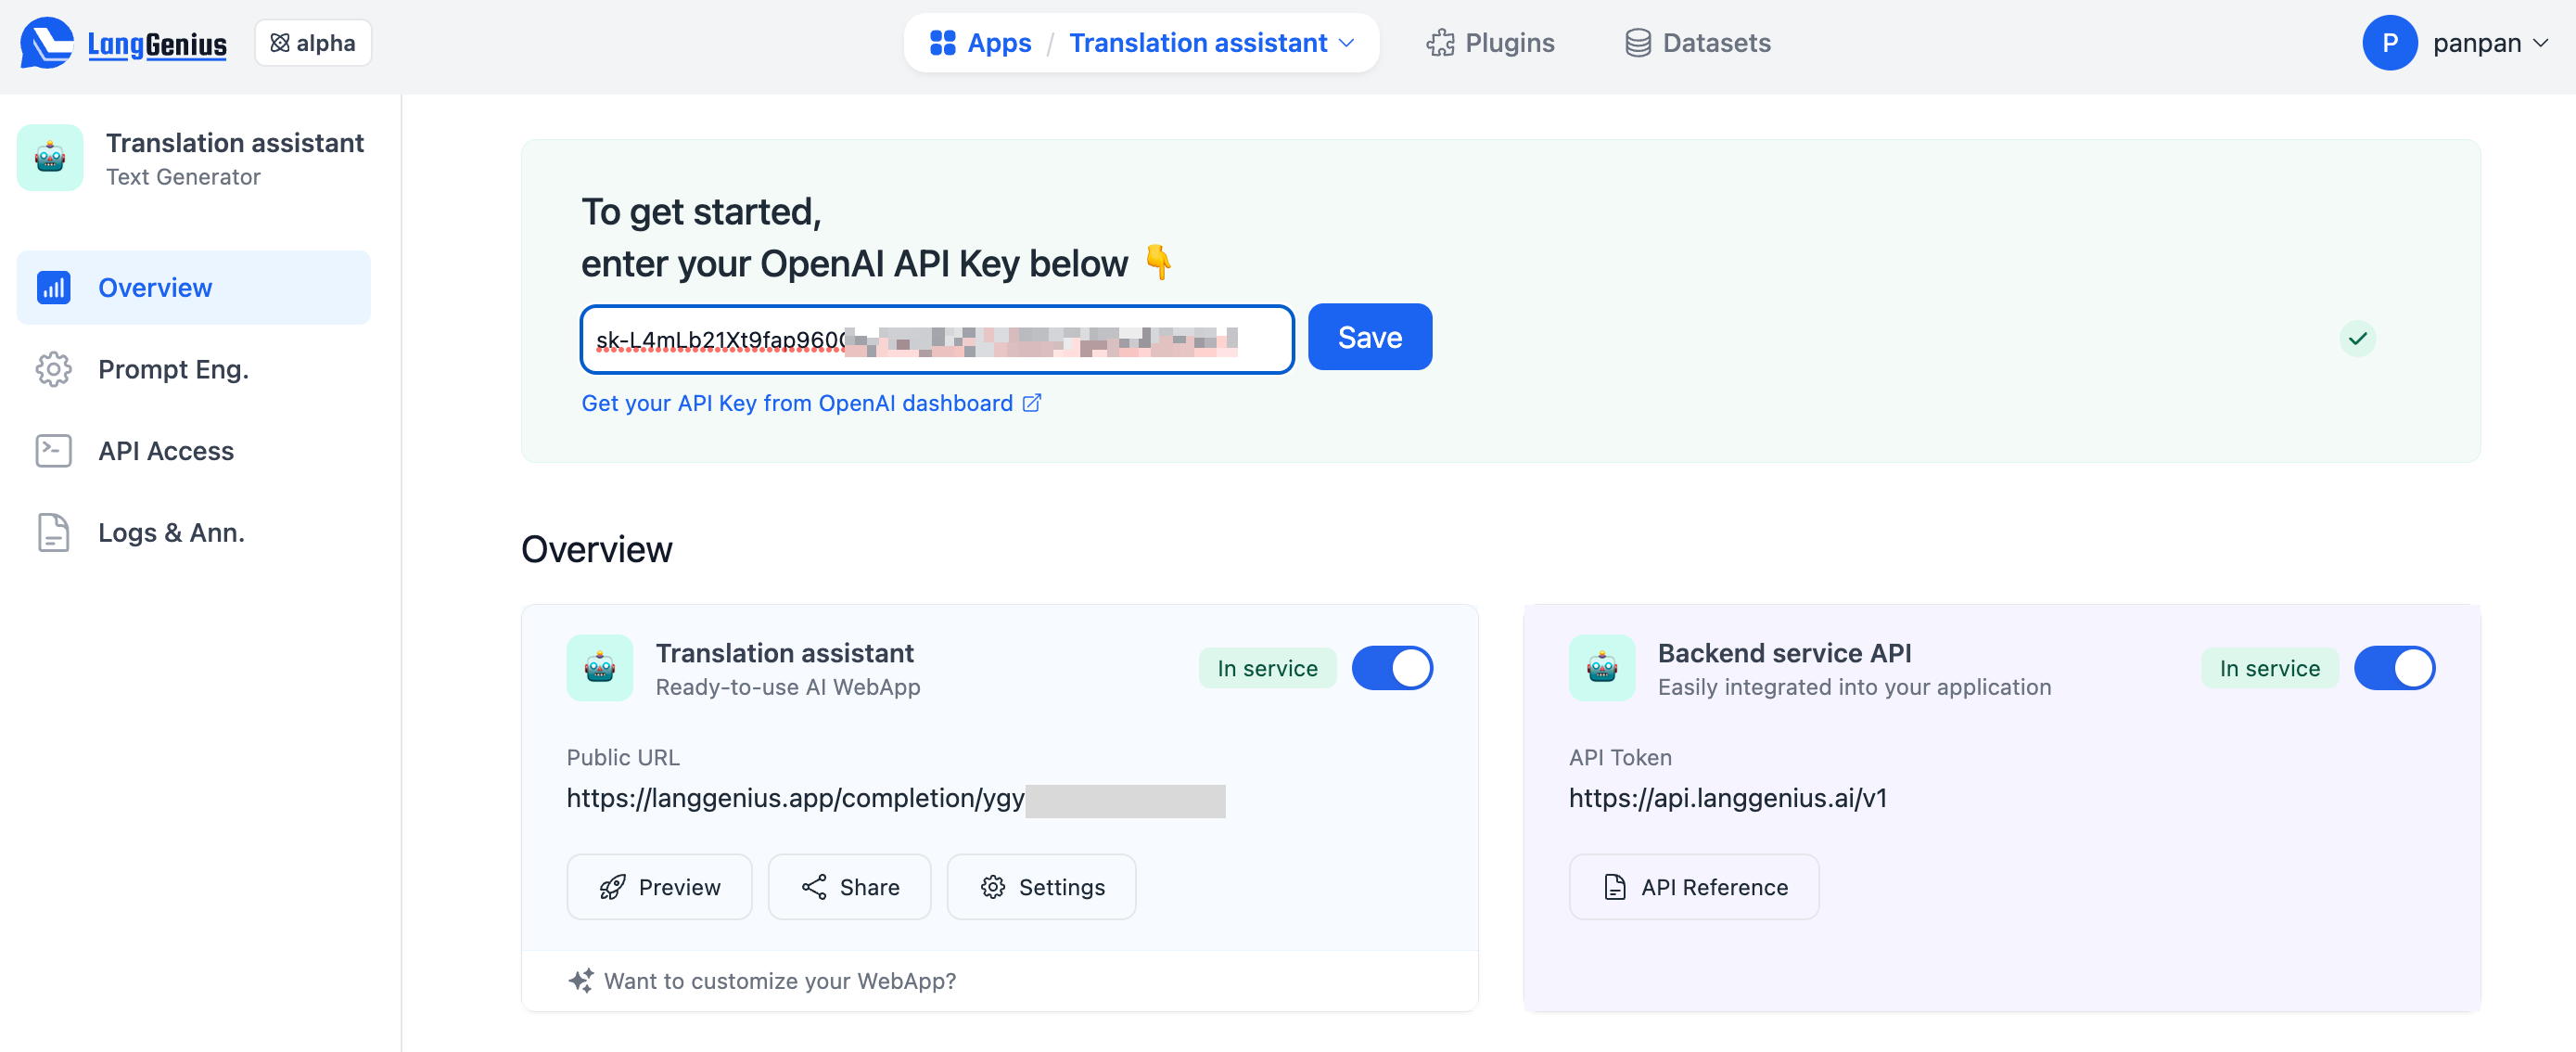 LangGenius
alpha
Apps / Translation assistant
Plugins
Datasets
P
panpan
Translation assistant
Text Generator
Overview
Prompt Eng.
API Access
Logs & Ann.
To get started,
enter your OpenAI API Key below
sk-L4mLb21Xt9fap960
Save
Get your API Key from OpenAI dashboard
Overview
Translation assistant
Ready-to-use AI WebApp
In service
Public URL
https://langgenius.app/completion/ygy
Preview
Share
Settings
Want to customize your WebApp?
Backend service API
Easily integrated into your application
In service
API Token
https://api.langgenius.ai/v1
API Reference